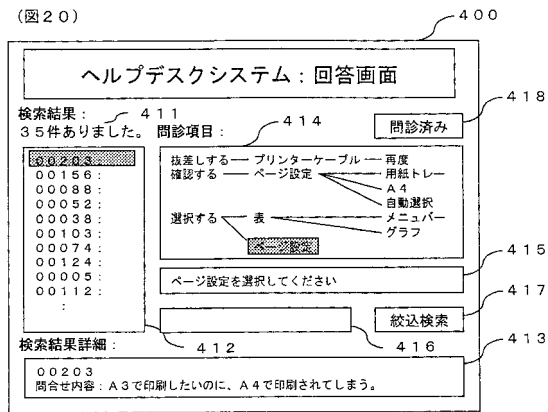 (図20)
400
ヘルプデスクシステム:回答画面
検索結果: 411
35件ありました。 問診項目: 414 問診済み 418
00203:
00156:
00088:
00052:
00038:
00103:
00074:
00124:
00005:
00112:
:
抜差しする プリンターケーブル 再度
確認する ページ設定 用紙トレー
A4
自動選択
選択する 表 メニューバー
グラフ
ページ設定
415
ページ設定を選択してください
417
絞込検索
検索結果詳細: 412 416 413
00203
問合せ内容:A3で印刷したいのに、A4で印刷されてしまう。